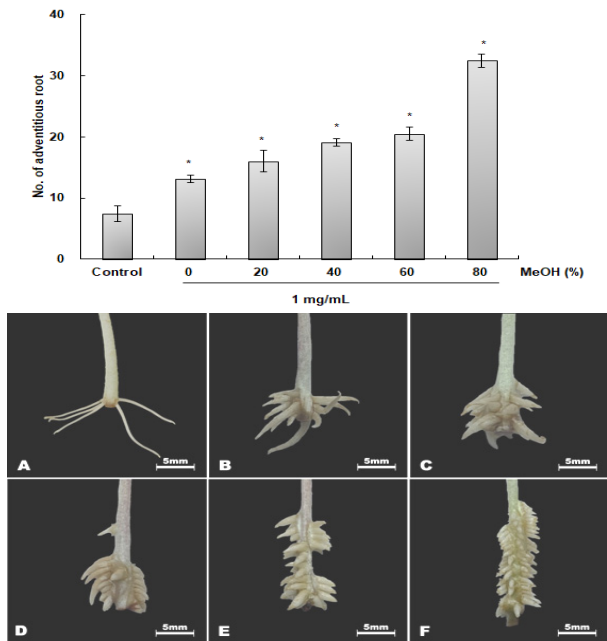 No. of adventitious root
40
30
20
10
0
*
*
*
*
*
Control 0 20 40 60 80 MeOH (%)
1 mg/mL
A 5mm
B 5mm
C 5mm
D 5mm
E 5mm
F 5mm